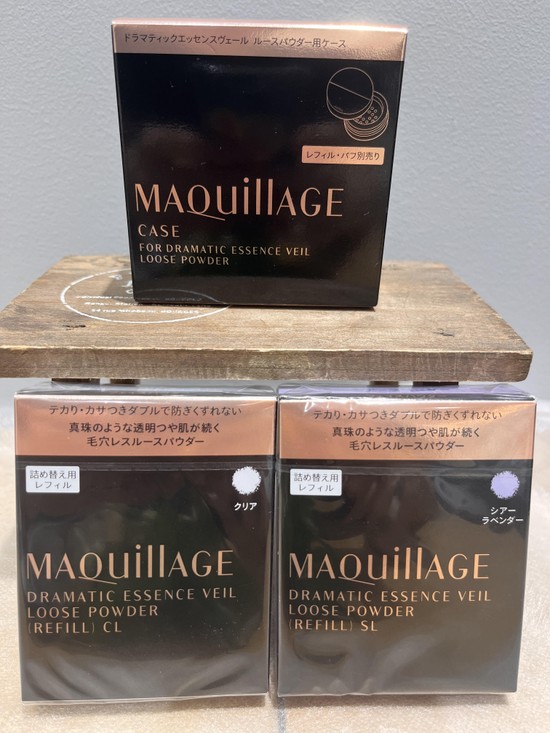 ドラマティックエッセンスヴェール ルースパウダー用ケース
レフィル・パフ別売り
MAQuillAGE
CASE
FOR DRAMATIC ESSENCE VEIL
LOOSE POWDER
テカリ・カサつきダブルで防ぎくずれない
真珠のような透明つや肌が続く
毛穴レスルースパウダー
詰め替え用
レフィル
クリア
MAQuillAGE
DRAMATIC ESSENCE VEIL
LOOSE POWDER
(REFILL) CL
テカリ・カサつきダブルで防ぎくずれない
真珠のような透明つや肌が続く
毛穴レスルースパウダー
詰め替え用
レフィル
シアー
ラベンダー
MAQuillAGE
DRAMATIC ESSENCE VEIL
LOOSE POWDER
(REFILL) SL